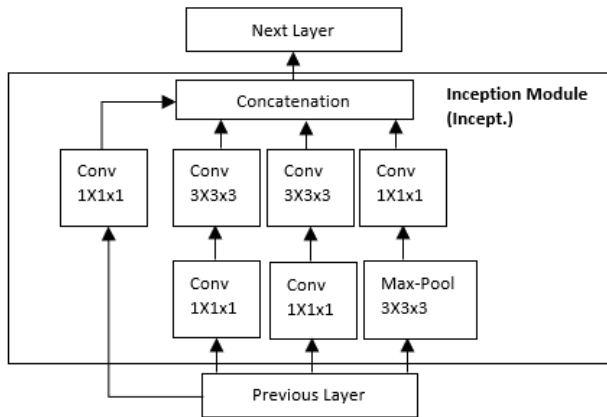 Next Layer
Concatenation
Inception Module
(Incept.)
Conv
1X1x1
Conv
3X3x3
Conv
3X3x3
Conv
1X1x1
Conv
1X1x1
Conv
1X1x1
Max-Pool
3X3x3
Previous Layer